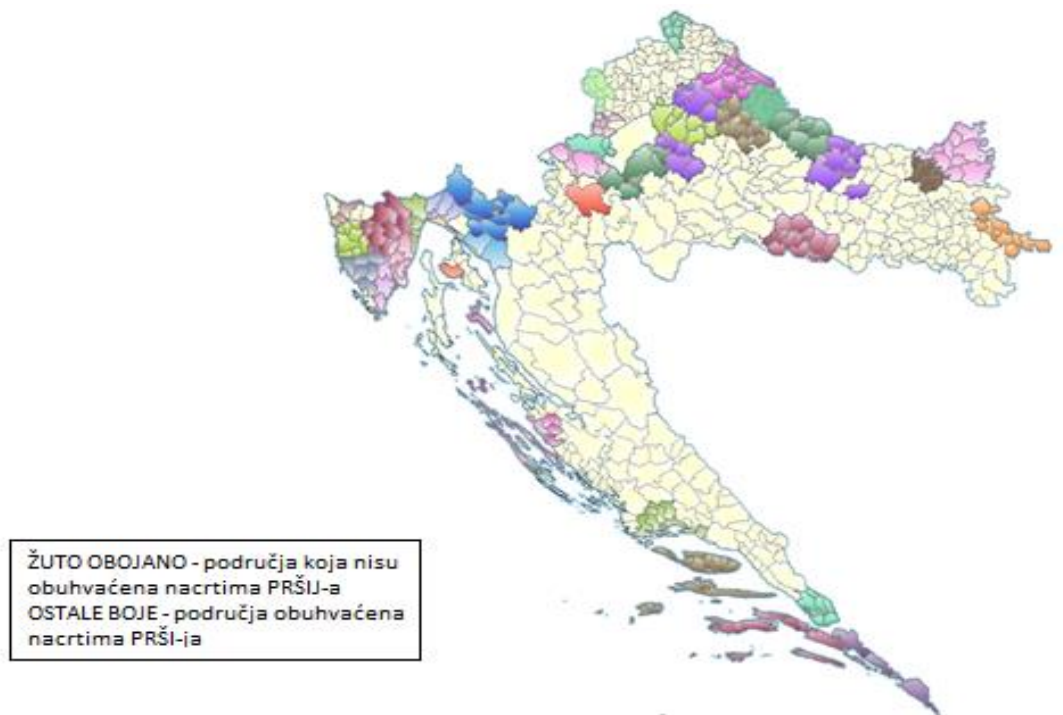 ŽUTO OBOJANO - područja koja nisu
obuhvaćena nacrtima PRŠIJ-a
OSTALE BOJE - područja obuhvaćena
nacrtima PRŠI-ja